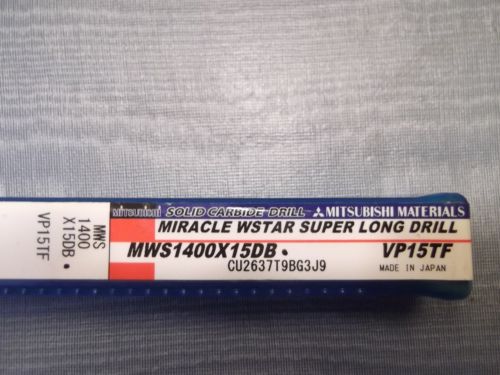 MITSUBISHI SOLID CARBIDE DRILL MITSUBISHI MATERIALS
MIRACLE WSTAR SUPER LONG DRILL
MWS1400X15DB VP15TF
CU2637T9BG3J9 MADE IN JAPAN
MWS
1400
X15DB
VP15TF